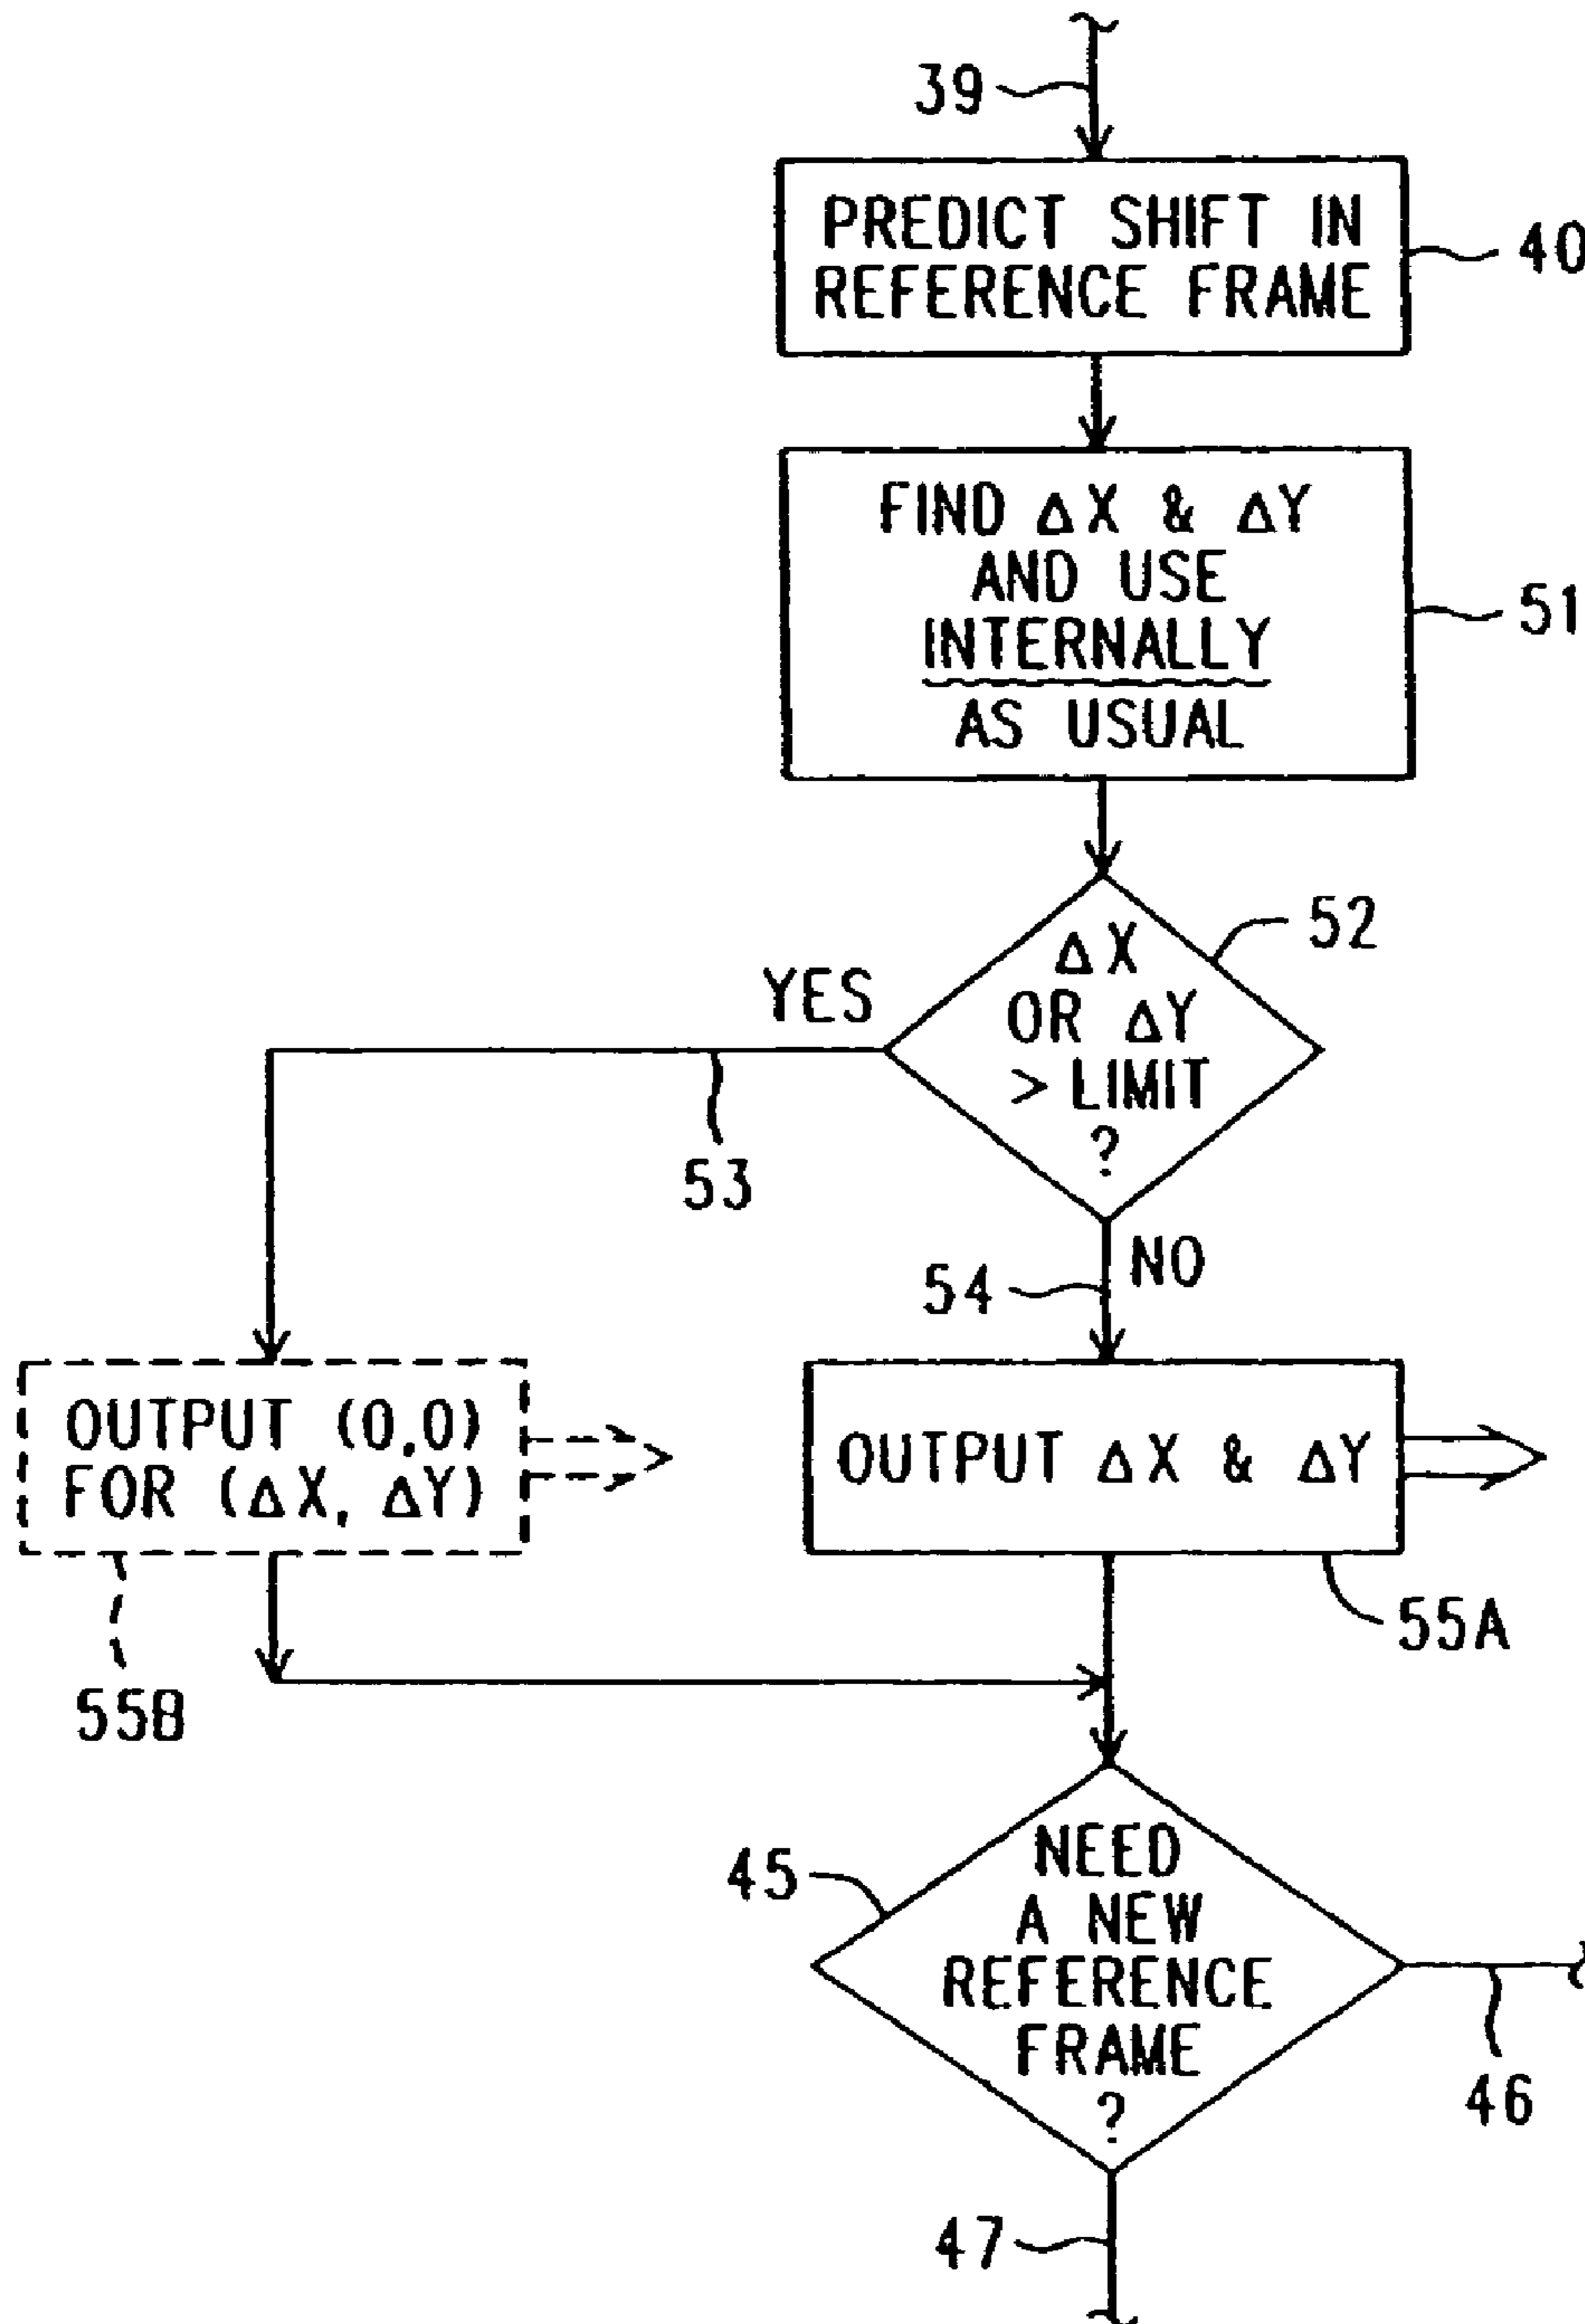 39
PREDICT SHIFT IN
REFERENCE FRAME
40
FIND ΔX & ΔY
AND USE
INTERNALLY
AS USUAL
51
ΔX
OR ΔY
> LIMIT
?
52
YES
53
NO
54
OUTPUT (0,0)
FOR (ΔX, ΔY)
OUTPUT ΔX & ΔY
55A
55B
NEED
A NEW
REFERENCE
FRAME
?
45
46
47